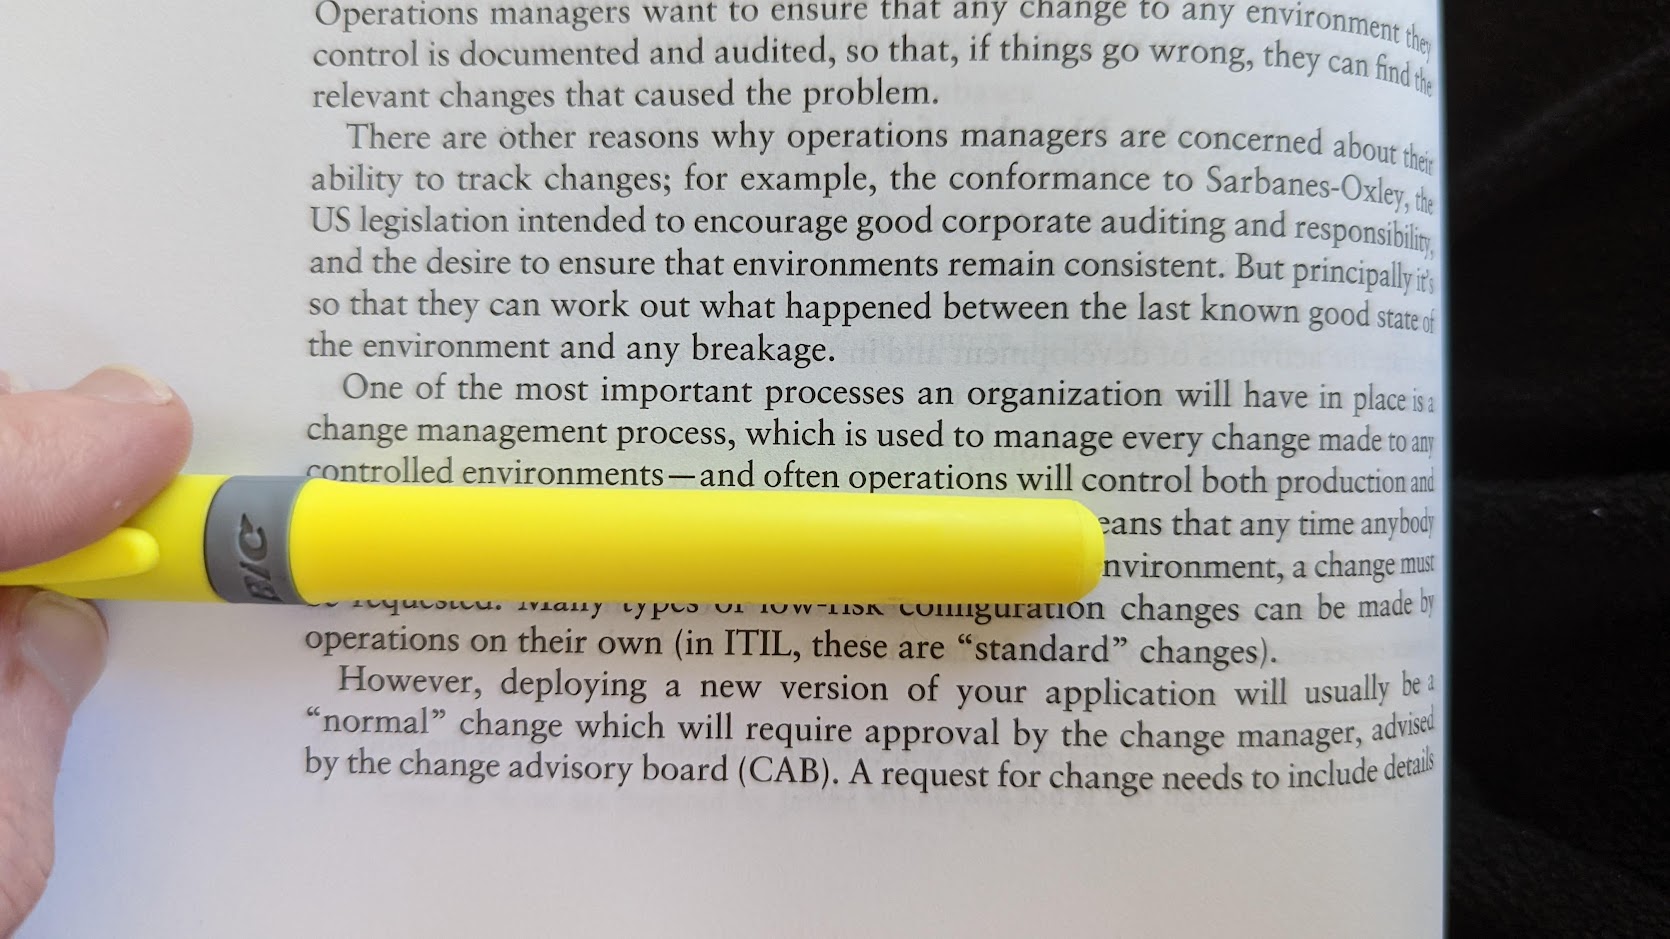 Operations managers want to ensure that any change to any environment they
control is documented and audited, so that, if things go wrong, they can find the
relevant changes that caused the problem.
There are other reasons why operations managers are concerned about their
ability to track changes; for example, the conformance to Sarbanes-Oxley, the
US legislation intended to encourage good corporate auditing and responsibility,
and the desire to ensure that environments remain consistent. But principally it's
so that they can work out what happened between the last known good state of
the environment and any breakage.
One of the most important processes an organization will have in place is a
change management process, which is used to manage every change made to any
controlled environments—and often operations will control both production and
that any time anybody
a change must
BIC
requested. Many types of low-risk configuration changes can be made by
operations on their own (in ITIL, these are “standard” changes).
However, deploying a new version of your application will usually be a
“normal” change which will require approval by the change manager, advised
by the change advisory board (CAB). A request for change needs to include details